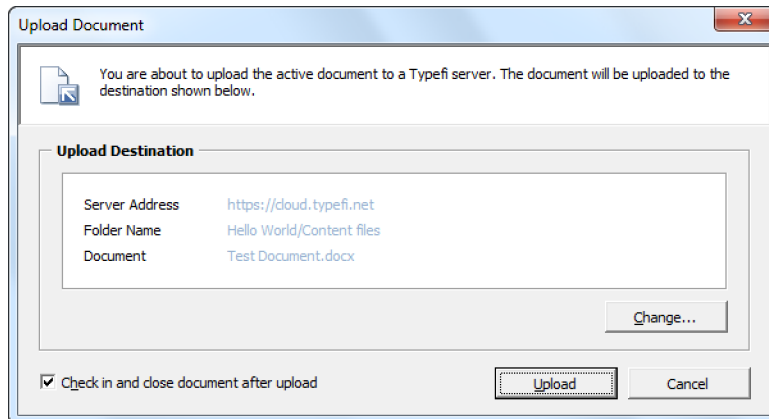 Upload Document
You are about to upload the active document to a Typefi server. The document will be uploaded to the
destination shown below.
Upload Destination
Server Address https://cloud.typefi.net
Folder Name Hello World/Content files
Document Test Document.docx
Change...
Check in and close document after upload
Upload Cancel